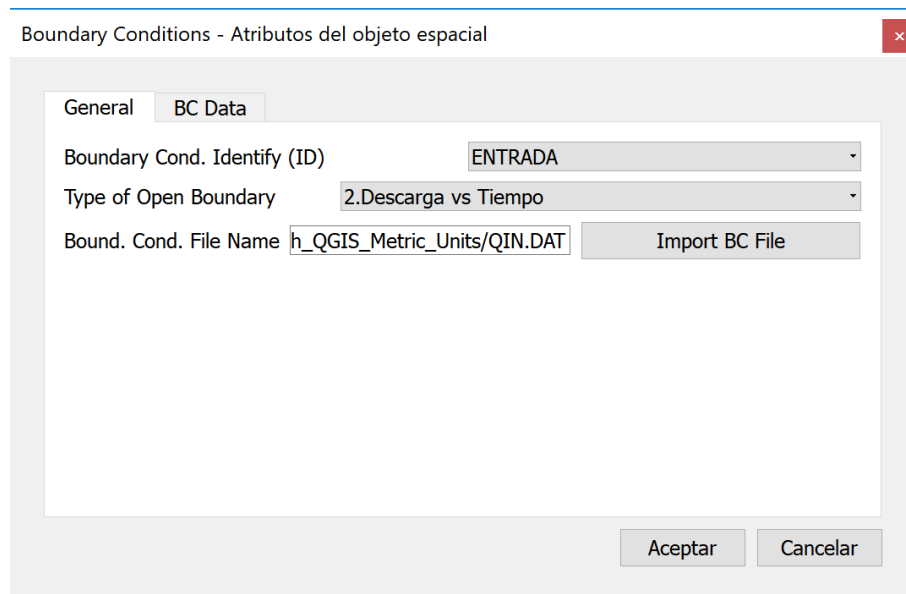 Boundary Conditions - Atributos del objeto espacial
General BC Data
Boundary Cond. Identify (ID) ENTRADA
Type of Open Boundary 2.Descarga vs Tiempo
Bound. Cond. File Name h_QGIS_Metric_Units/QIN.DAT Import BC File
Aceptar Cancelar